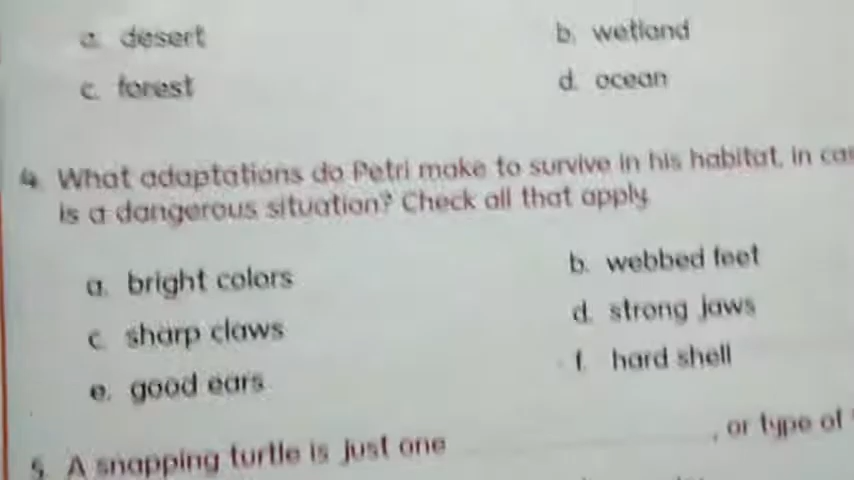 a. desert
b. wetland
c. forest
d. ocean
4. What adaptations do Petri make to survive in his habitat, in cas
is a dangerous situation? Check all that apply.
a. bright colors
b. webbed feet
c. sharp claws
d. strong jaws
e. good ears
f. hard shell
5. A snapping turtle is just one , or type of